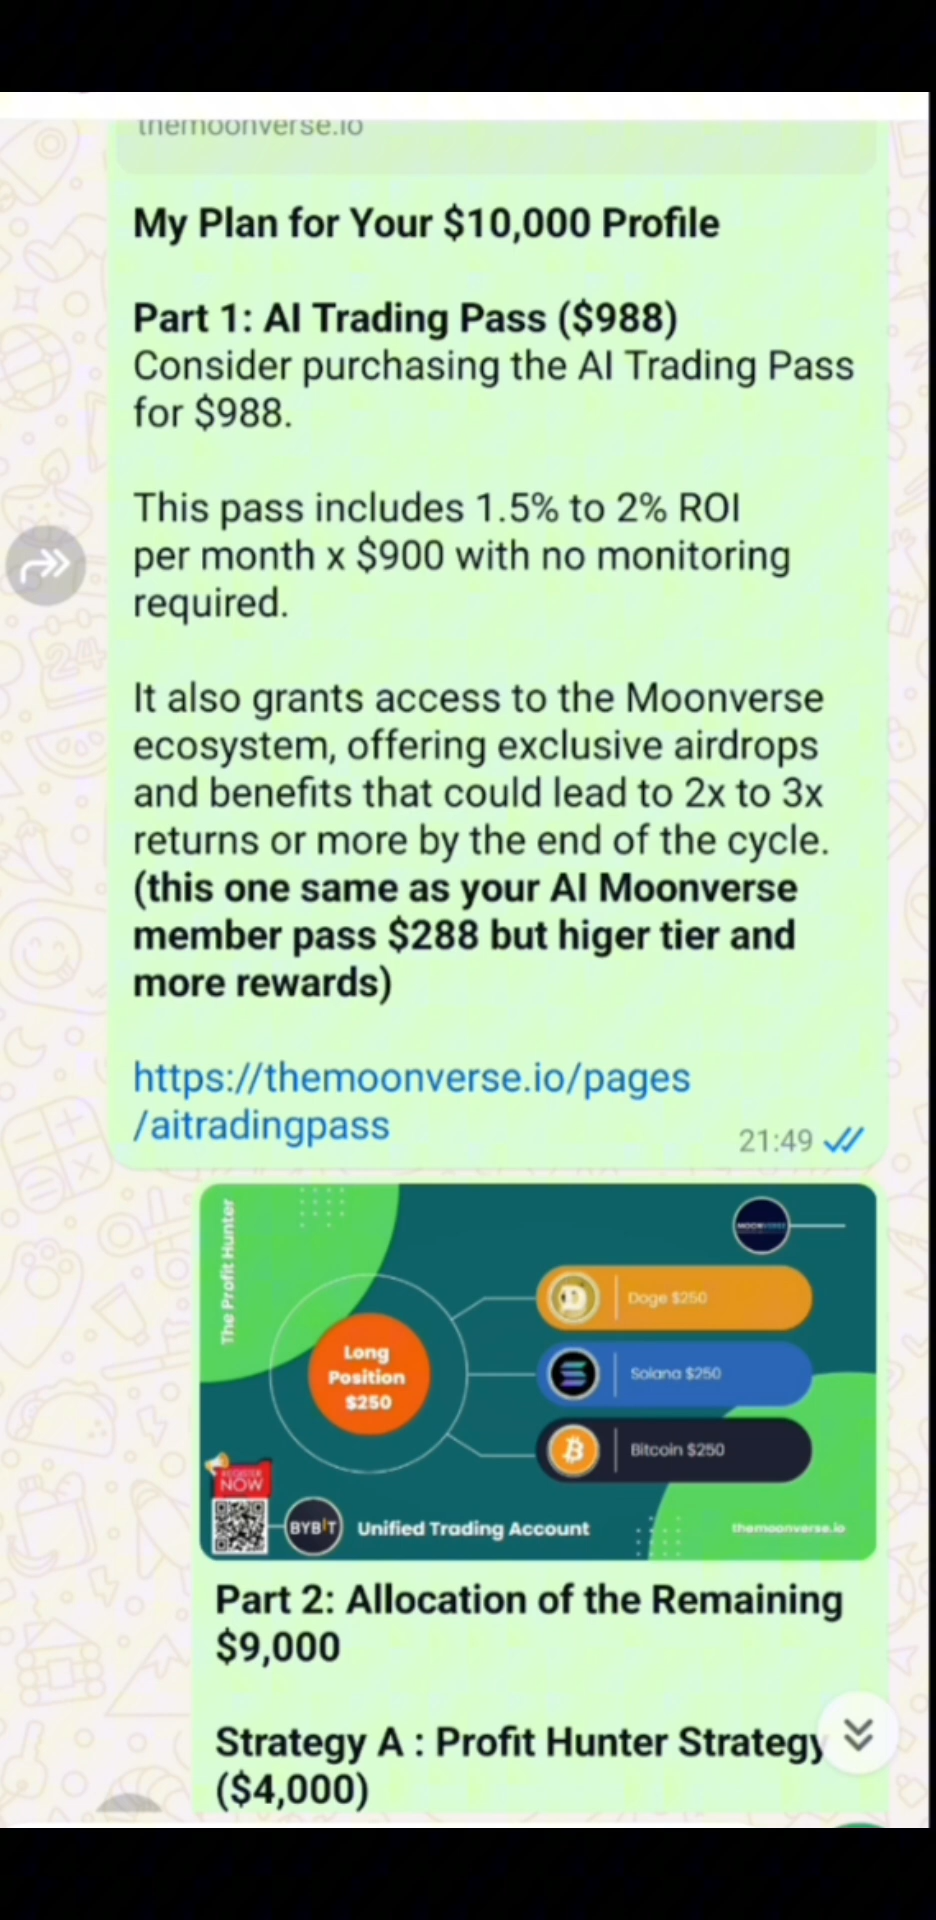 themoonverse.io
My Plan for Your $10,000 Profile
Part 1: AI Trading Pass ($988)
Consider purchasing the AI Trading Pass
for $988.
This pass includes 1.5% to 2% ROI
per month x $900 with no monitoring
required.
It also grants access to the Moonverse
ecosystem, offering exclusive airdrops
and benefits that could lead to 2x to 3x
returns or more by the end of the cycle.
(this one same as your AI Moonverse
member pass $288 but higer tier and
more rewards)
https://themoonverse.io/pages
/aitradingpass
21:49
The Profit Hunter
MOONVERSE
Long
Position
$250
Doge $250
Solana $250
Bitcoin $250
REGISTER
NOW
BYBIT
Unified Trading Account
themoonverse.io
Part 2: Allocation of the Remaining
$9,000
Strategy A : Profit Hunter Strategy
($4,000)